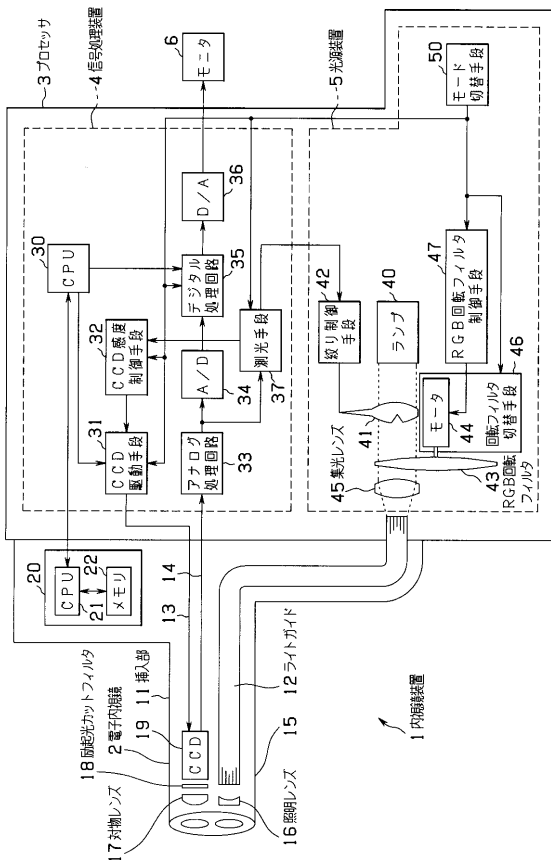 3 プロセッサ
4 信号処理装置
6
モニタ
30
CPU
32
CCD感度
制御手段
31
CCD
駆動手段
D/A
36
デジタル
処理回路
35
A/D
34
測光手段
37
アナログ
処理回路
33
5 光源装置
50
モード
切替手段
42
絞り制御
手段
40
ランプ
47
RGB回転フィルタ
制御手段
46
回転フィルタ
切替手段
モータ
44
41
45 集光レンズ
43
RGB回転
フィルタ
20
CPU
21
22
メモリ
14
13
11 挿入部
2 電子内視鏡
18 励起光カットフィルタ
17 対物レンズ
19
CCD
12 ライトガイド
15
16 照明レンズ
1 内視鏡装置